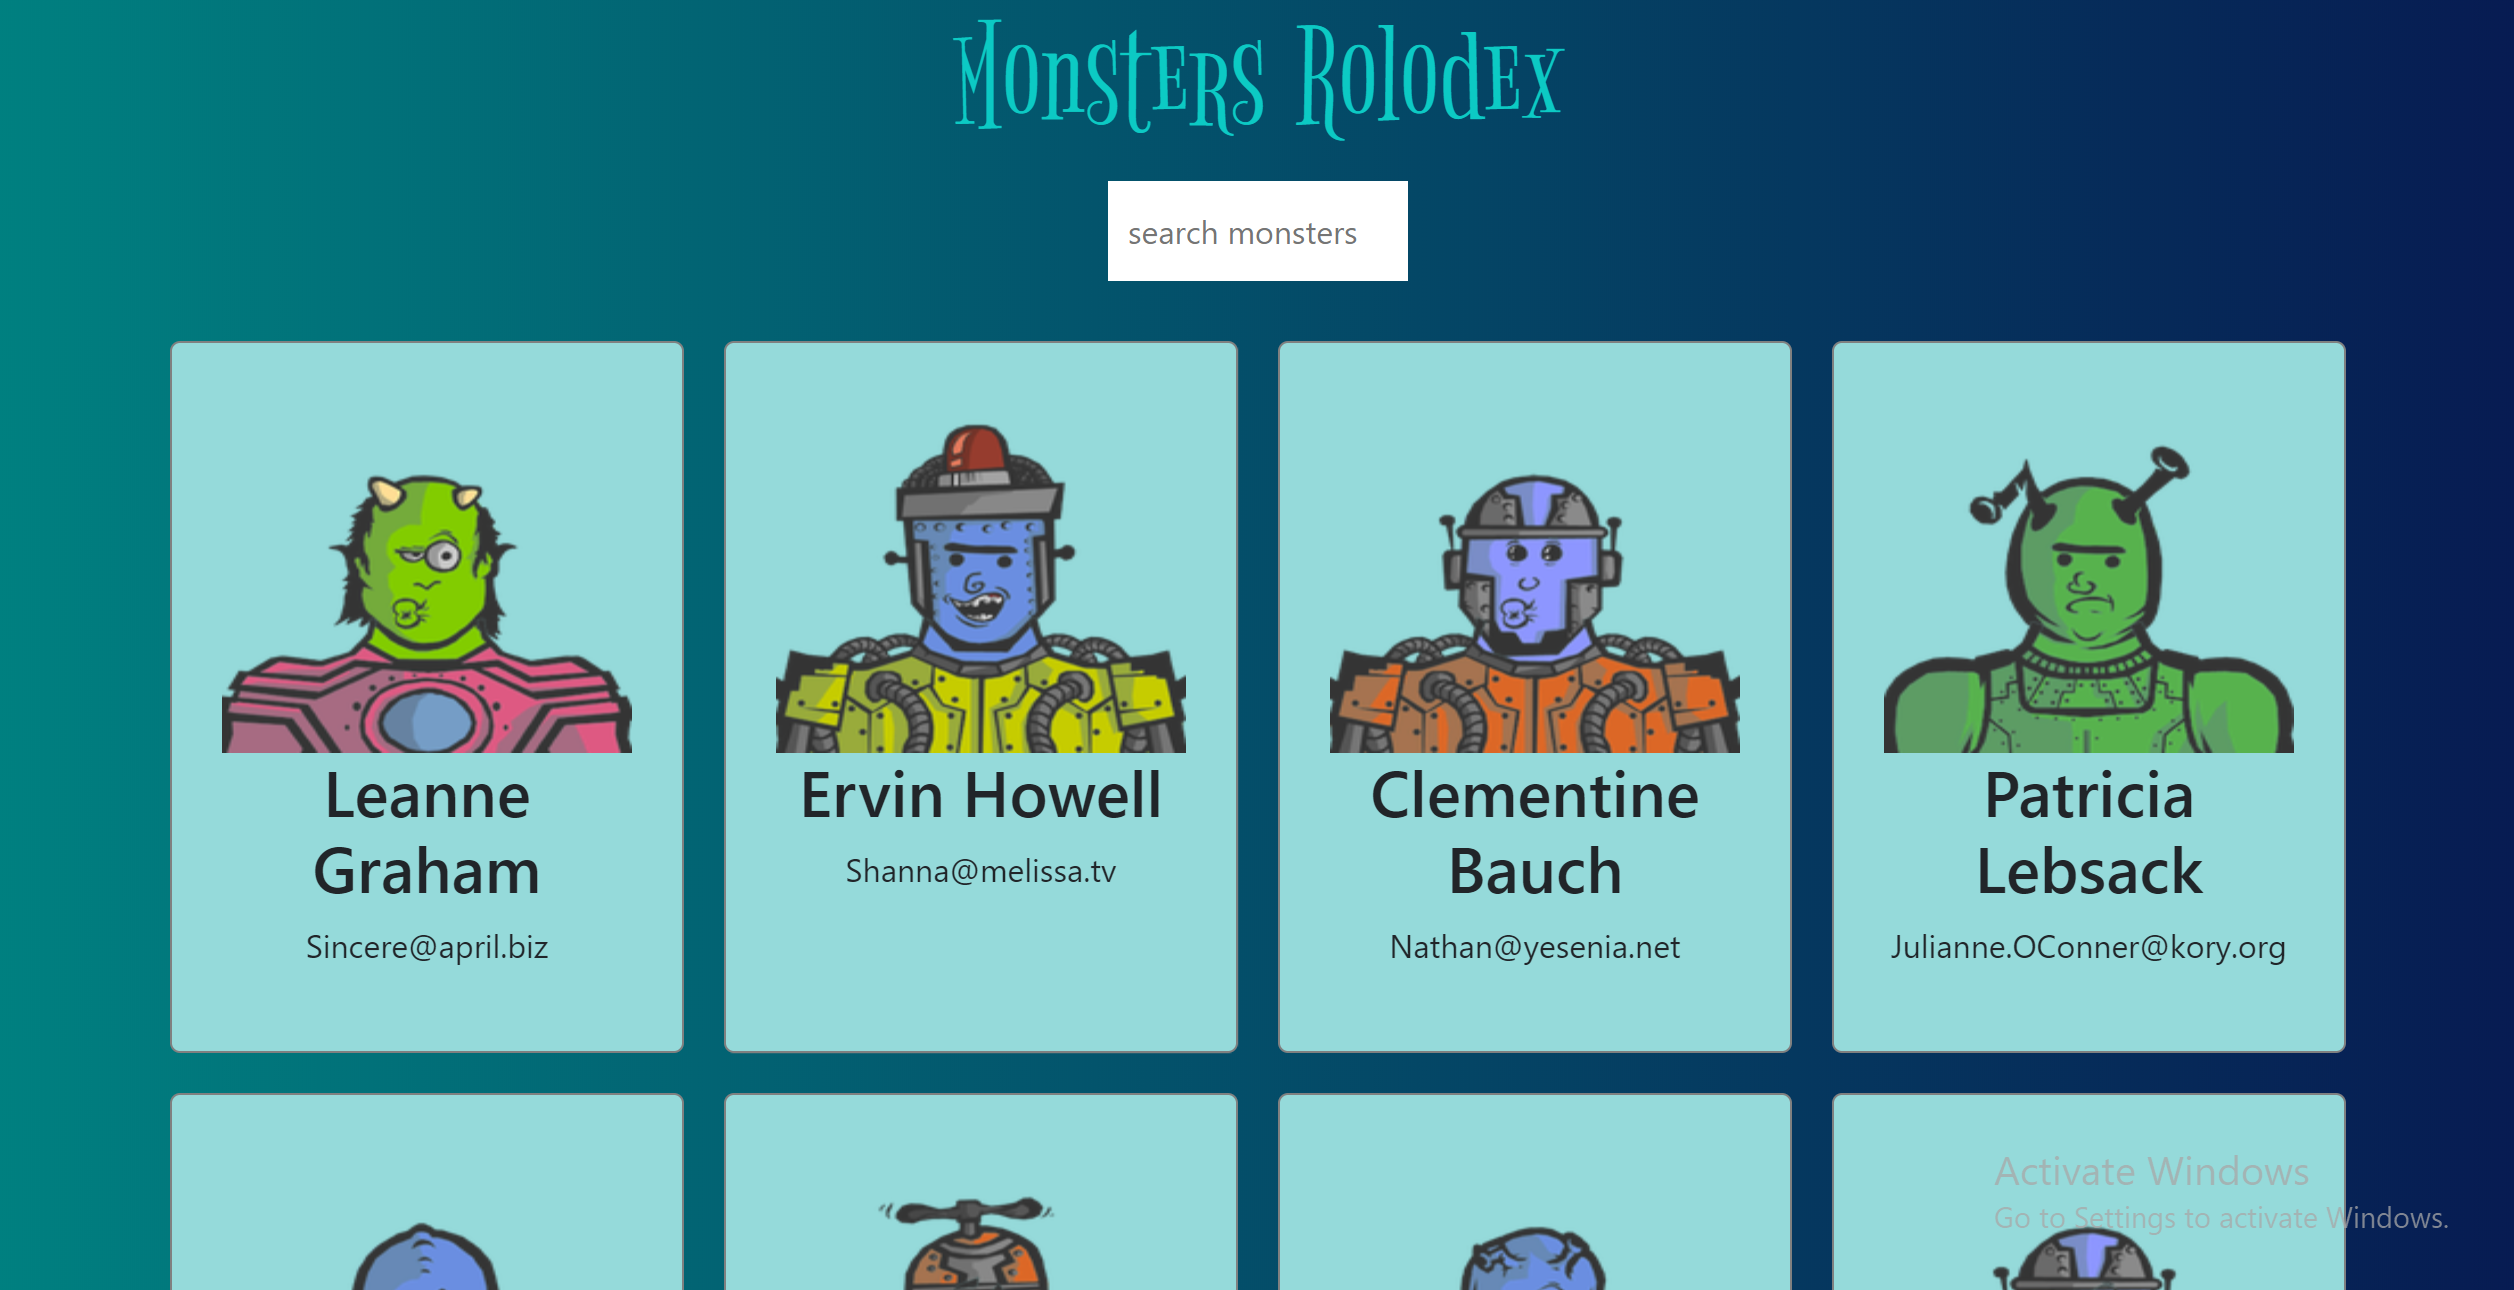 Monsters Rolodex
search monsters
Leanne
Graham
Sincere@april.biz
Ervin Howell
Shanna@melissa.tv
Clementine
Bauch
Nathan@yesenia.net
Patricia
Lebsack
Julianne.OConner@kory.org
Activate Windows
Go to Settings to activate Windows.